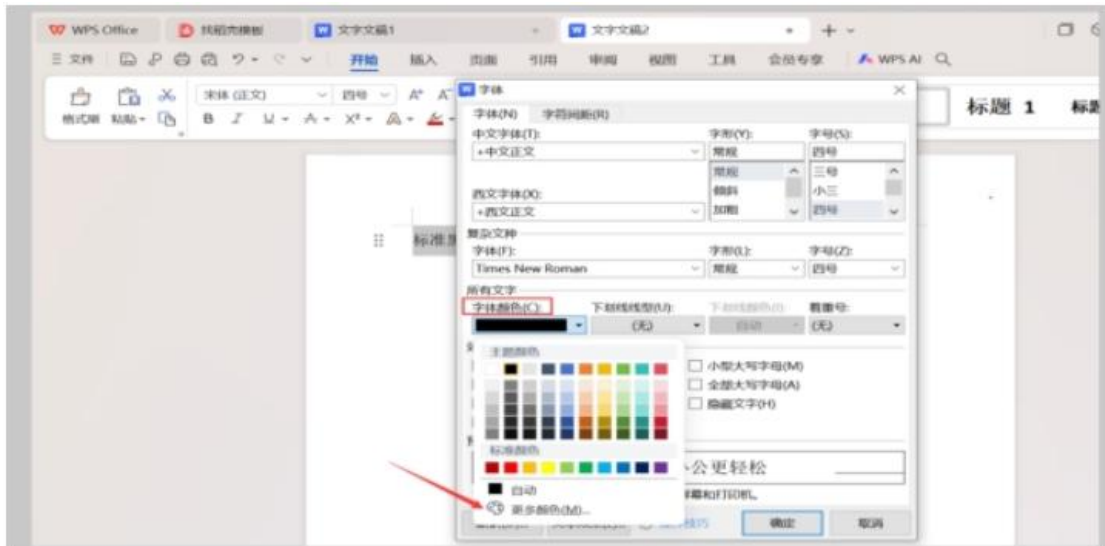 WPS Office 找稻壳模板 文字文稿1 文字文稿2
三 文件 开始 插入 页面 引用 审阅 视图 工具 会员专享 WPS AI
格式刷 粘贴 宋体 (正文) 四号 A⁺ A⁻ 标题 1 标题
B I U A X² A
字体
字体(N) 字符间距(R)
中文字体(T): 字形(Y): 字号(S):
+中文正文 常规 四号
常规 三号
倾斜 小三
西文字体(X):
+西文正文 加粗 四号
标准黑
复杂文种
字体(F): 字形(L): 字号(Z):
Times New Roman 常规 四号
所有文字
字体颜色(C): 下划线线型(U): 下划线颜色(I): 着重号:
(无) 自动 (无)
主题颜色
小型大写字母(M)
全部大写字母(A)
隐藏文字(H)
标准颜色
公更轻松
自动
屏幕和打印机。
更多颜色(M)...
技巧 确定 取消